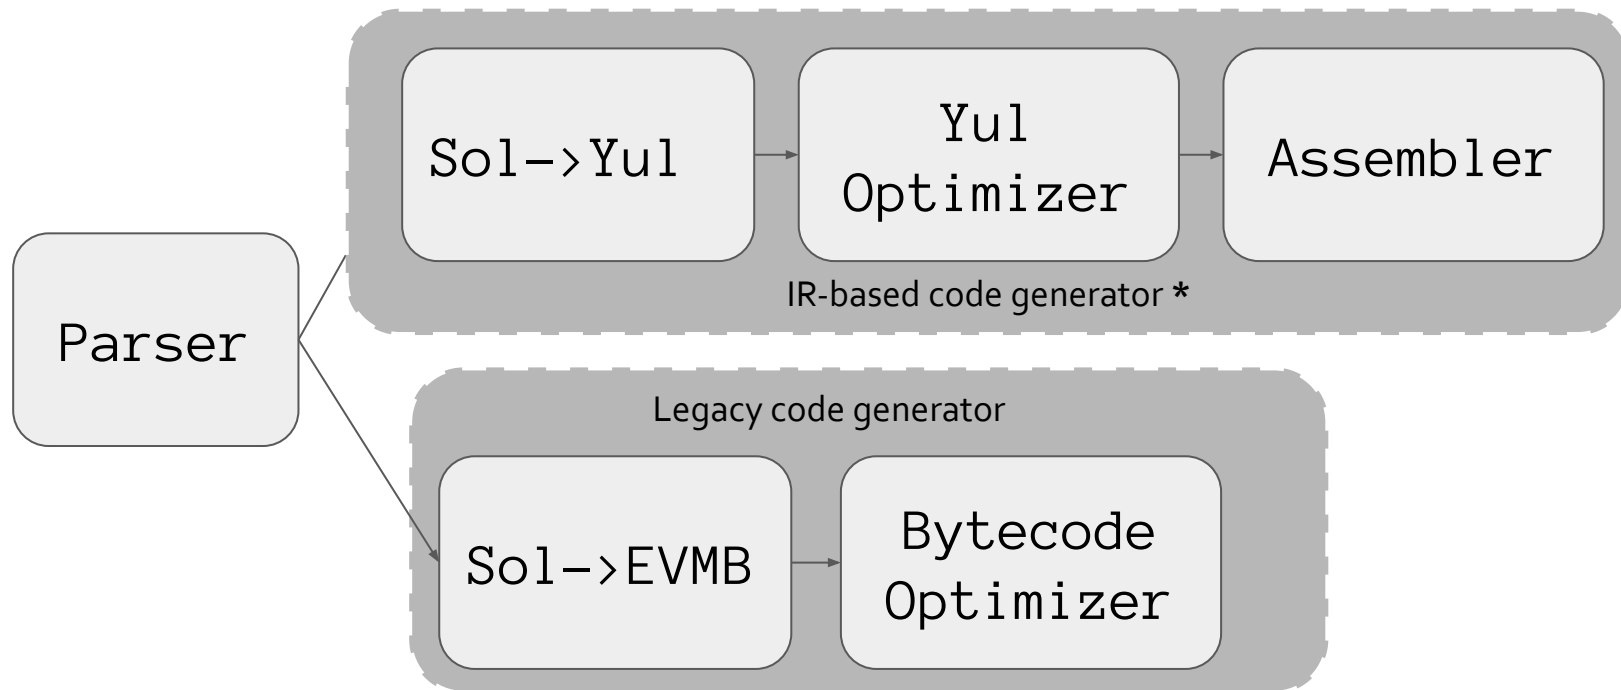 Sol->Yul
Yul
Optimizer
Assembler
IR-based code generator *
Parser
Legacy code generator
Sol->EVMB
Bytecode
Optimizer